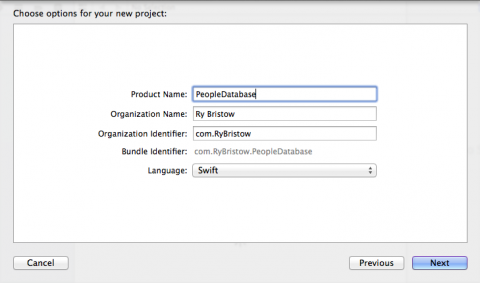 Choose options for your new project:
Product Name: PeopleDatabase
Organization Name: Ry Bristow
Organization Identifier: com.RyBristow
Bundle Identifier: com.RyBristow.PeopleDatabase
Language: Swift
Cancel Previous Next